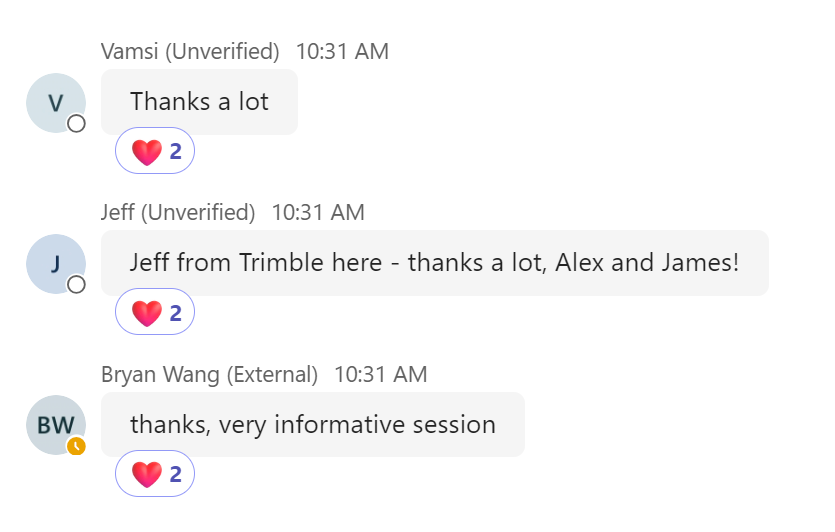 Vamsi (Unverified) 10:31 AM
V
Thanks a lot
2
Jeff (Unverified) 10:31 AM
J
Jeff from Trimble here - thanks a lot, Alex and James!
2
Bryan Wang (External) 10:31 AM
BW
thanks, very informative session
2